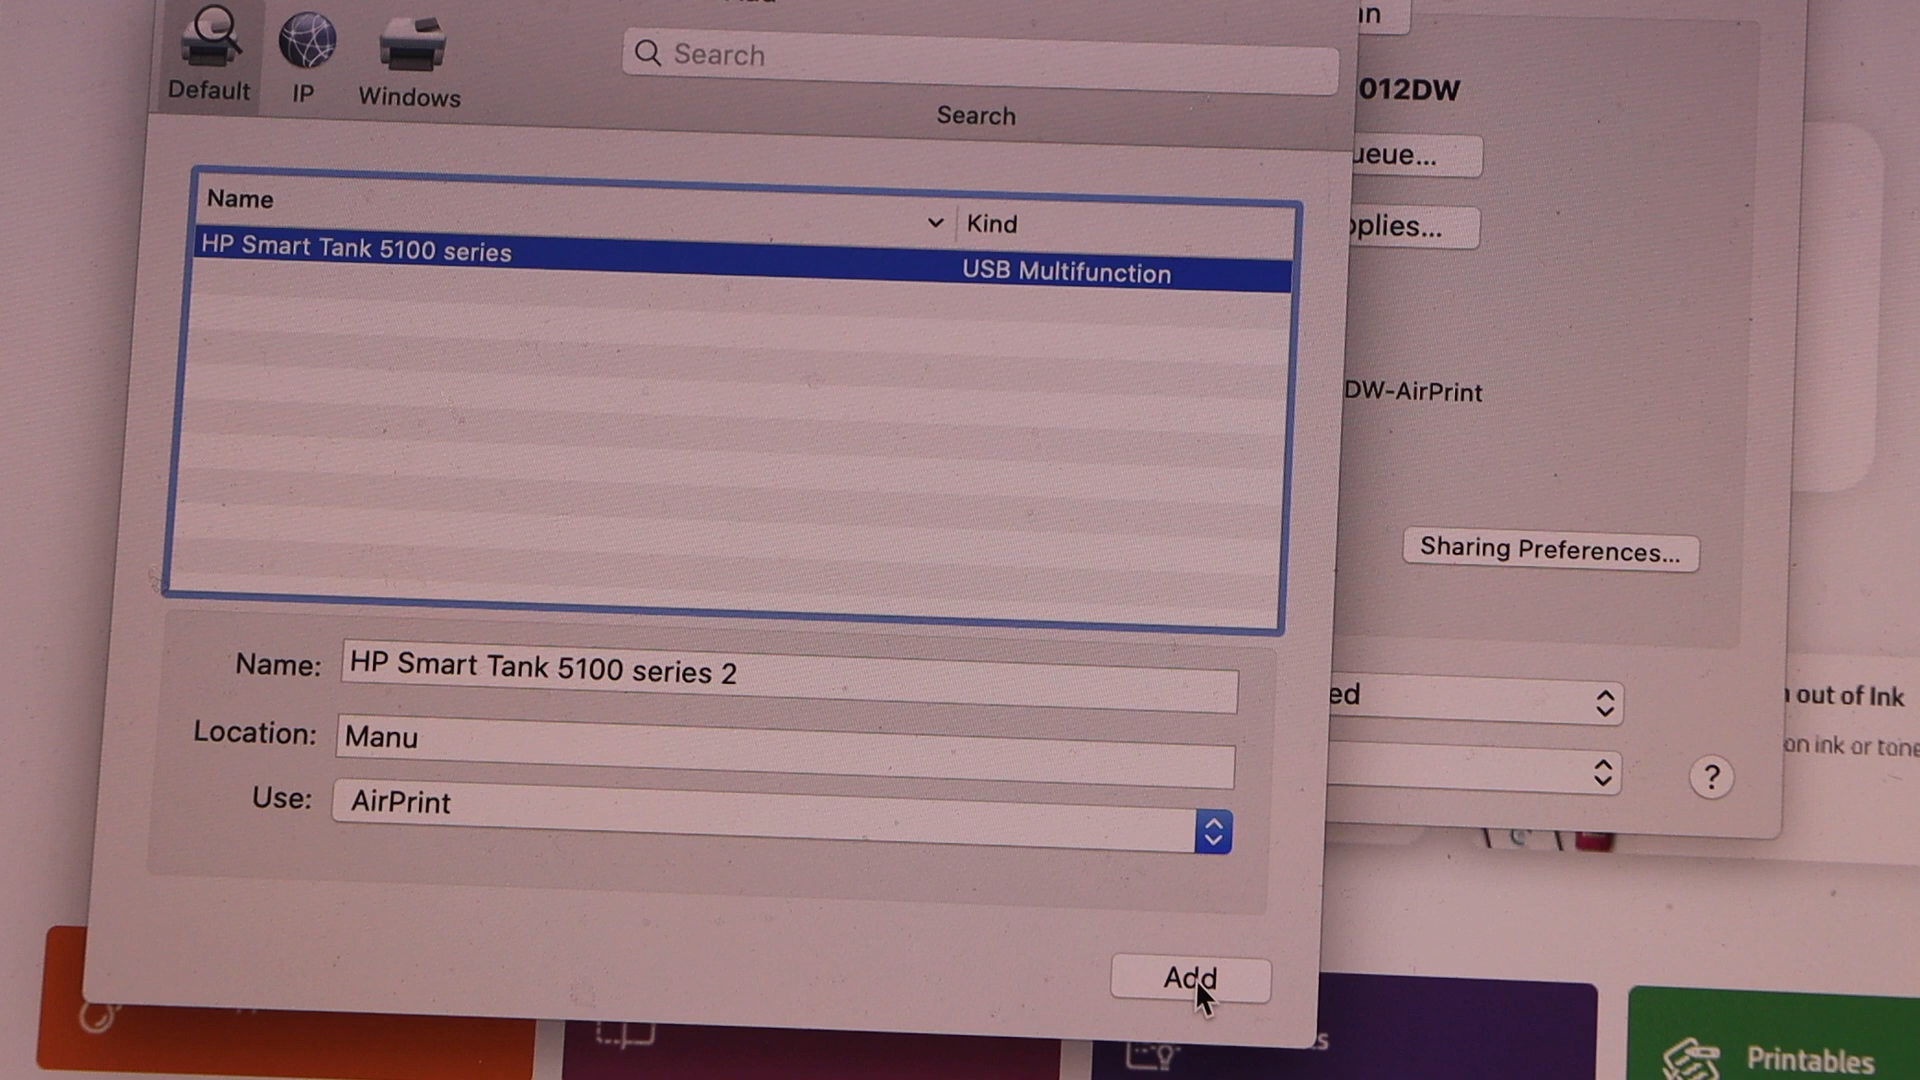 Default
IP
Windows
Search
Search
Name
Kind
HP Smart Tank 5100 series
USB Multifunction
Name: HP Smart Tank 5100 series 2
Location: Manu
Use: AirPrint
Add
012DW
ueue...
plies...
DW-AirPrint
Sharing Preferences...
ed
?
out of Ink
on ink or tone
Printables